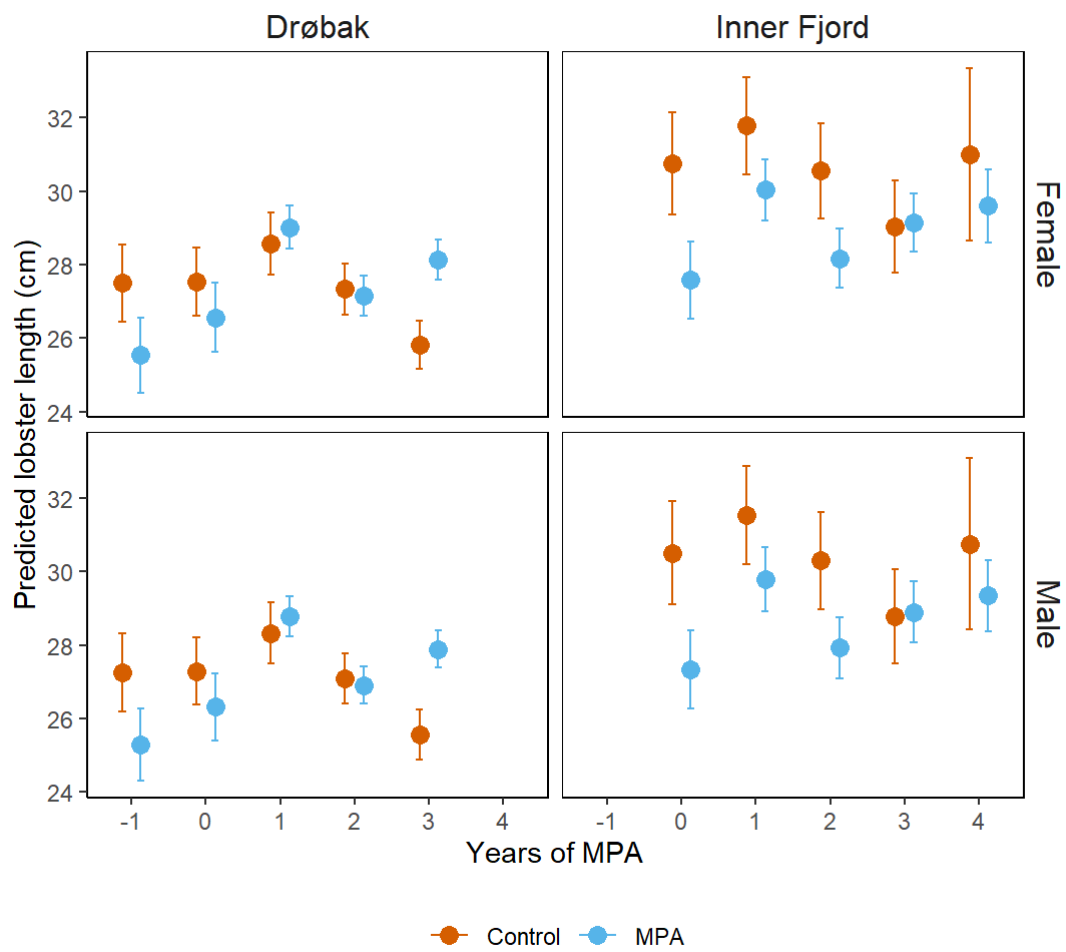 Drøbak Inner Fjord
32
30
28
26
24
Female
32
30
28
26
24
Male
Predicted lobster length (cm)
-1 0 1 2 3 4 -1 0 1 2 3 4
Years of MPA
Control MPA